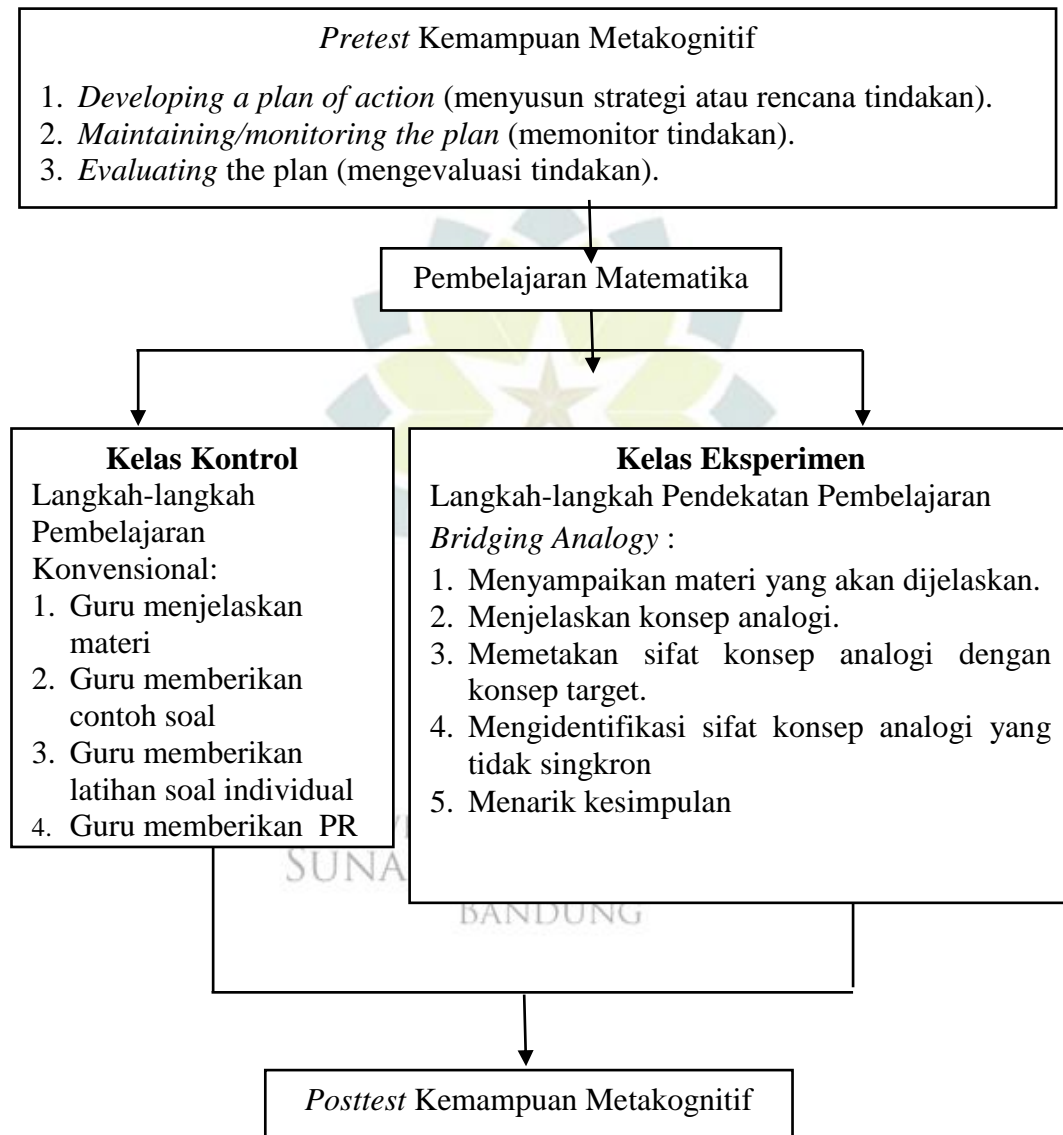 Pretest Kemampuan Metakognitif
1. Developing a plan of action (menyusun strategi atau rencana tindakan).
2. Maintaining/monitoring the plan (memonitor tindakan).
3. Evaluating the plan (mengevaluasi tindakan).
Pembelajaran Matematika
Kelas Kontrol
Langkah-langkah
Pembelajaran
Konvensional:
1. Guru menjelaskan
materi
2. Guru memberikan
contoh soal
3. Guru memberikan
latihan soal individual
4. Guru memberikan PR
Kelas Eksperimen
Langkah-langkah Pendekatan Pembelajaran
Bridging Analogy :
1. Menyampaikan materi yang akan dijelaskan.
2. Menjelaskan konsep analogi.
3. Memetakan sifat konsep analogi dengan
konsep target.
4. Mengidentifikasi sifat konsep analogi yang
tidak singkron
5. Menarik kesimpulan
SUNA
BANDUNG
Posttest Kemampuan Metakognitif